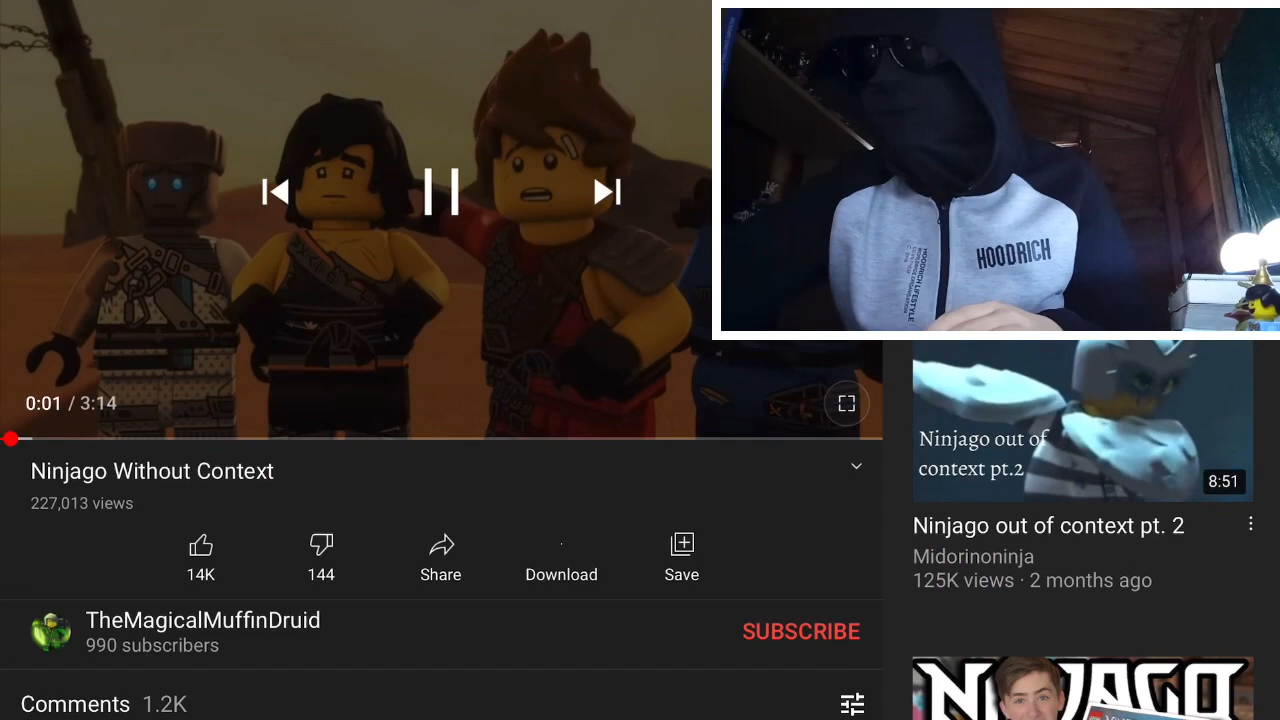 HOODRICH
HOODRICH LIFESTYLE
0:01 / 3:14
Ninjago Without Context
227,013 views
14K
144
Share
Download
Save
TheMagicalMuffinDruid
990 subscribers
SUBSCRIBE
Comments 1.2K
Ninjago out of
context pt.2
8:51
Ninjago out of context pt. 2
Midorinoninja
125K views · 2 months ago
NINJAGO